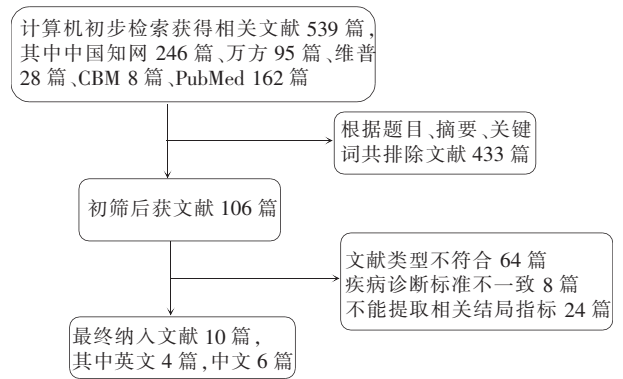 计算机初步检索获得相关文献 539 篇,
其中中国知网 246 篇、万方 95 篇、维普
28 篇、CBM 8 篇、PubMed 162 篇
根据题目、摘要、关键
词共排除文献 433 篇
初筛后获文献 106 篇
文献类型不符合 64 篇
疾病诊断标准不一致 8 篇
不能提取相关结局指标 24 篇
最终纳入文献 10 篇,
其中英文 4 篇,中文 6 篇